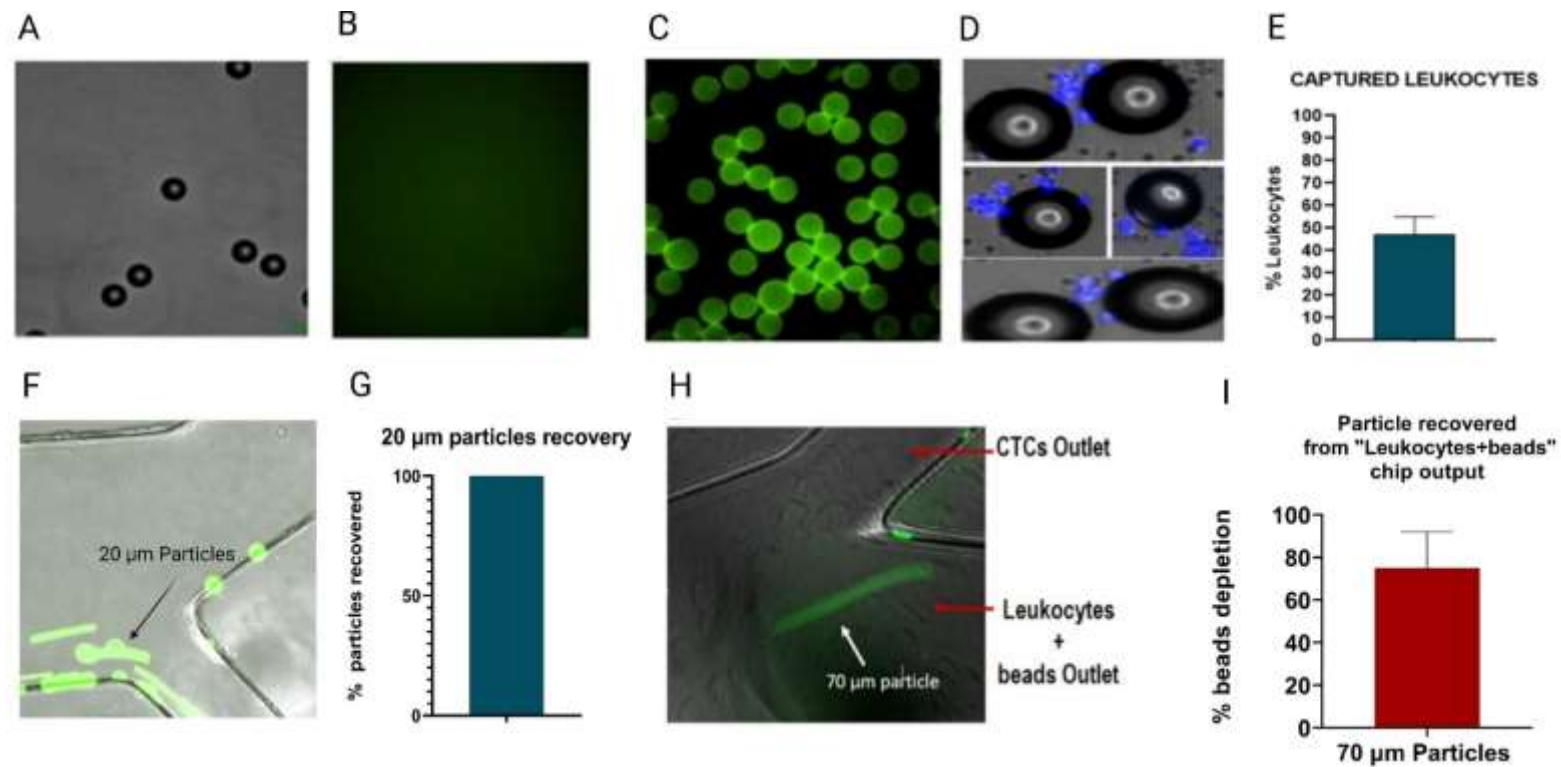 A
B
C
D
E
CAPTURED LEUKOCYTES
% Leukocytes
100
90
80
70
60
50
40
30
20
10
0
F
20 µm Particles
G
20 µm particles recovery
% particles recovered
100
50
0
H
CTCs Outlet
Leukocytes
+
beads Outlet
70 µm particle
I
Particle recovered
from "Leukocytes+beads"
chip output
% beads depletion
100
80
60
40
20
0
70 µm Particles